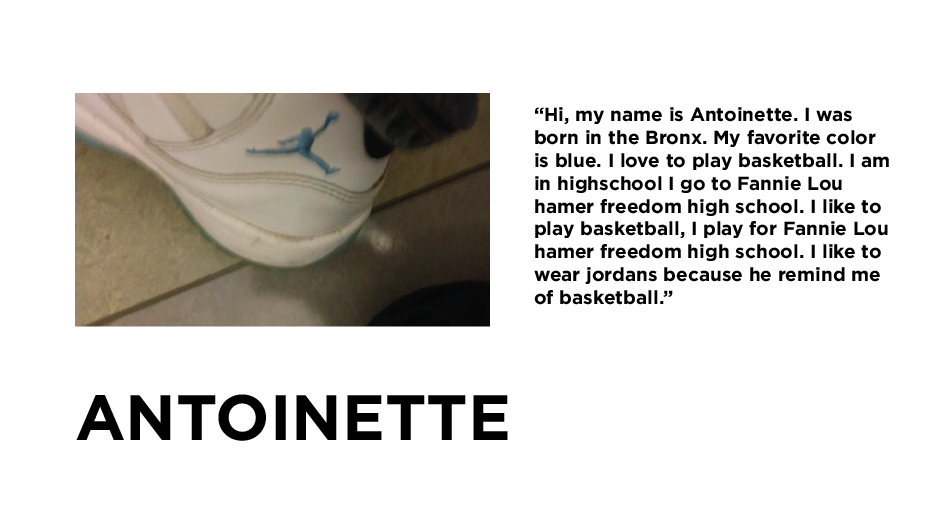 “Hi, my name is Antoinette. I was
born in the Bronx. My favorite color
is blue. I love to play basketball. I am
in highschool I go to Fannie Lou
hamer freedom high school. I like to
play basketball, I play for Fannie Lou
hamer freedom high school. I like to
wear jordans because he remind me
of basketball.”
ANTOINETTE